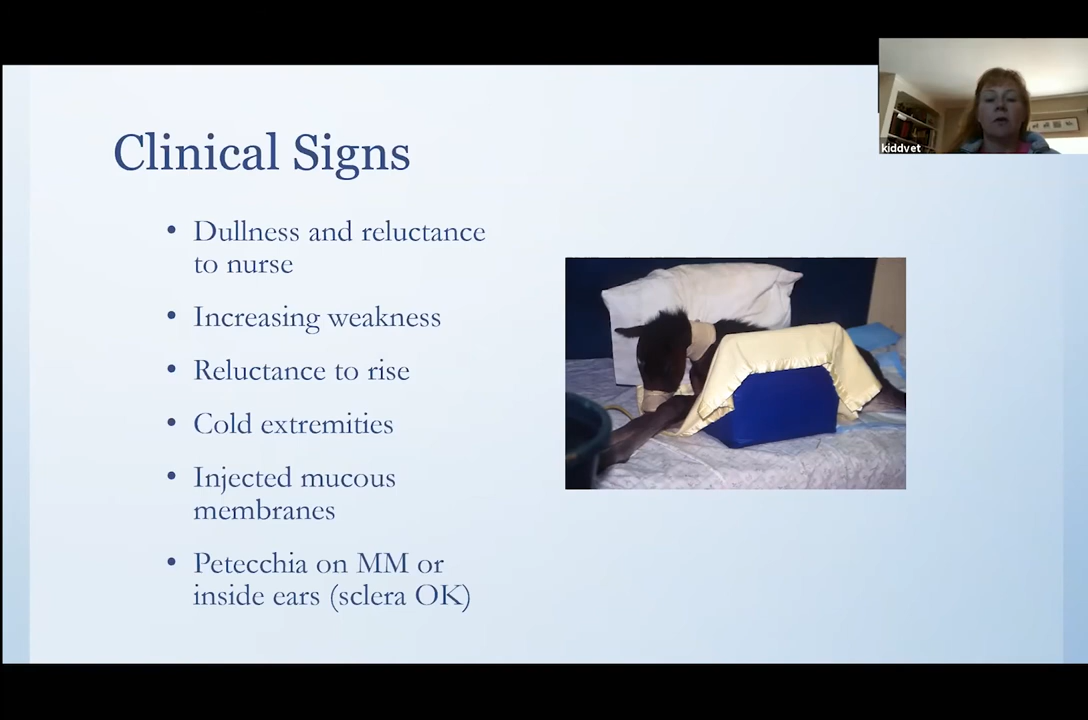 kiddvet
Clinical Signs
• Dullness and reluctance
to nurse
• Increasing weakness
• Reluctance to rise
• Cold extremities
• Injected mucous
membranes
• Petecchia on MM or
inside ears (sclera OK)